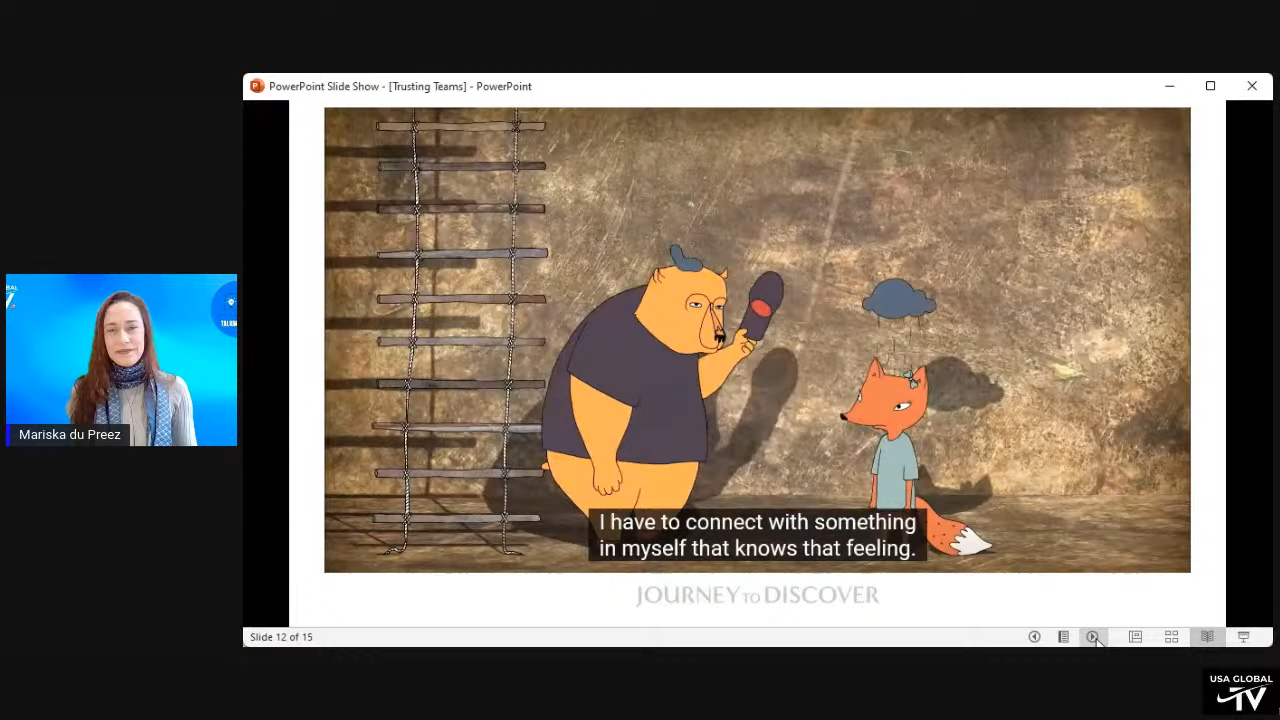 PowerPoint Slide Show - [Trusting Teams] - PowerPoint
I have to connect with something
in myself that knows that feeling.
Mariska du Preez
JOURNEY TO DISCOVER
Slide 12 of 15
USA GLOBAL
TV